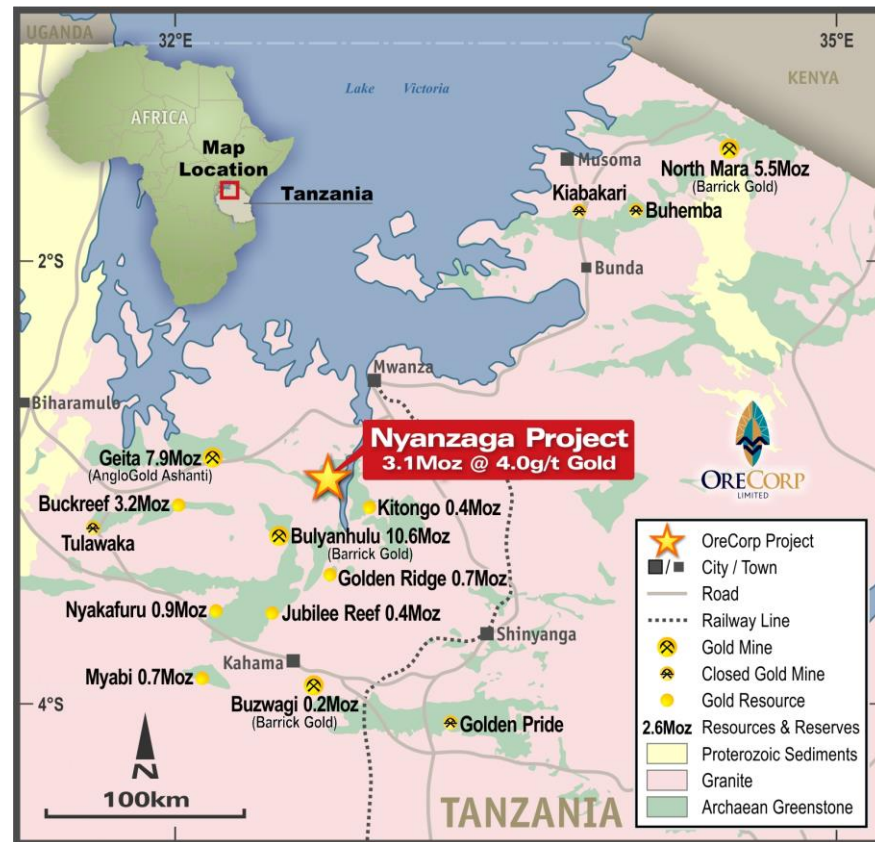 UGANDA
32°E
35°E
KENYA
Lake Victoria
AFRICA
Map
Location
Tanzania
Musoma
North Mara 5.5Moz
(Barrick Gold)
Kiabakari
Buhemba
2°S
2°S
Bunda
Mwanza
Biharamulo
Nyanzaga Project
3.1Moz @ 4.0g/t Gold
ORECORP
LIMITED
Geita 7.9Moz
(AngloGold Ashanti)
Buckreef 3.2Moz
Kitongo 0.4Moz
Tulawaka
Bulyanhulu 10.6Moz
(Barrick Gold)
Golden Ridge 0.7Moz
Nyakafuru 0.9Moz
Jubilee Reef 0.4Moz
Shinyanga
Kahama
Myabi 0.7Moz
Buzwagi 0.2Moz
(Barrick Gold)
4°S
Golden Pride
N
100km
TANZANIA
OreCorp Project
/ City / Town
Road
Railway Line
Gold Mine
Closed Gold Mine
Gold Resource
2.6Moz Resources & Reserves
Proterozoic Sediments
Granite
Archaean Greenstone